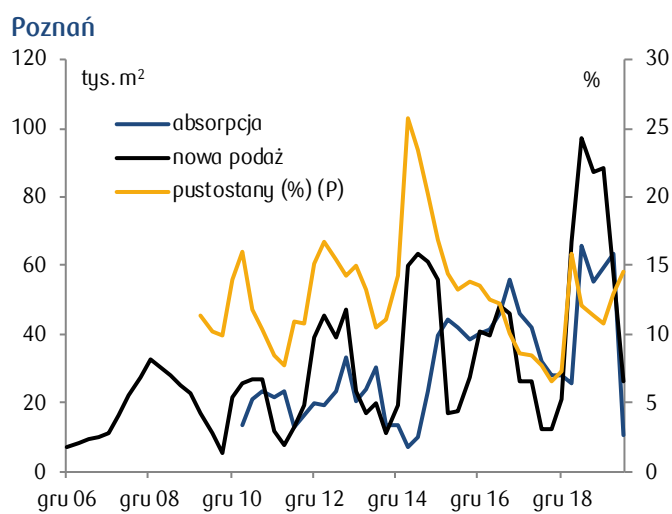 Poznań
120 30
tys. m² %
100 25
absorpcja
nowa podaż
80 20
pustostany (%) (P)
60 15
40 10
20 5
0 0
gru 06 gru 08 gru 10 gru 12 gru 14 gru 16 gru 18